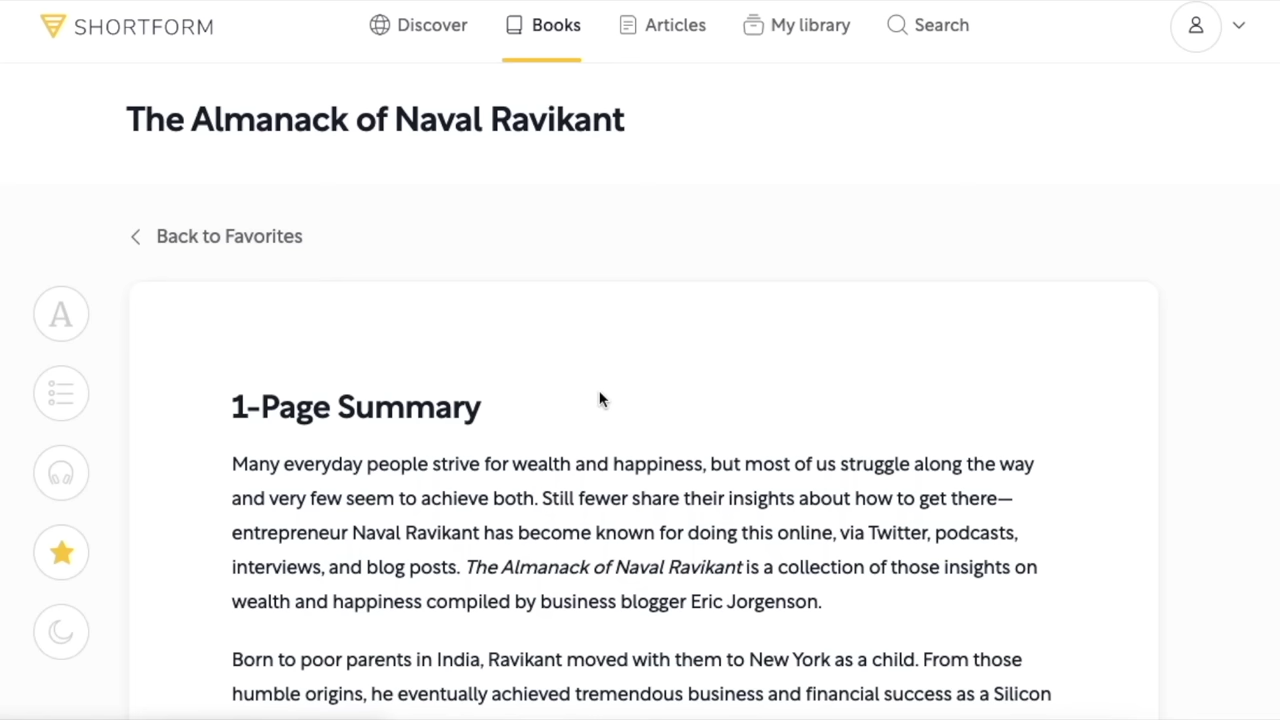 SHORTFORM
Discover
Books
Articles
My library
Search
The Almanack of Naval Ravikant
Back to Favorites
A
1-Page Summary
Many everyday people strive for wealth and happiness, but most of us struggle along the way
and very few seem to achieve both. Still fewer share their insights about how to get there—
entrepreneur Naval Ravikant has become known for doing this online, via Twitter, podcasts,
interviews, and blog posts. The Almanack of Naval Ravikant is a collection of those insights on
wealth and happiness compiled by business blogger Eric Jorgenson.
Born to poor parents in India, Ravikant moved with them to New York as a child. From those
humble origins, he eventually achieved tremendous business and financial success as a Silicon